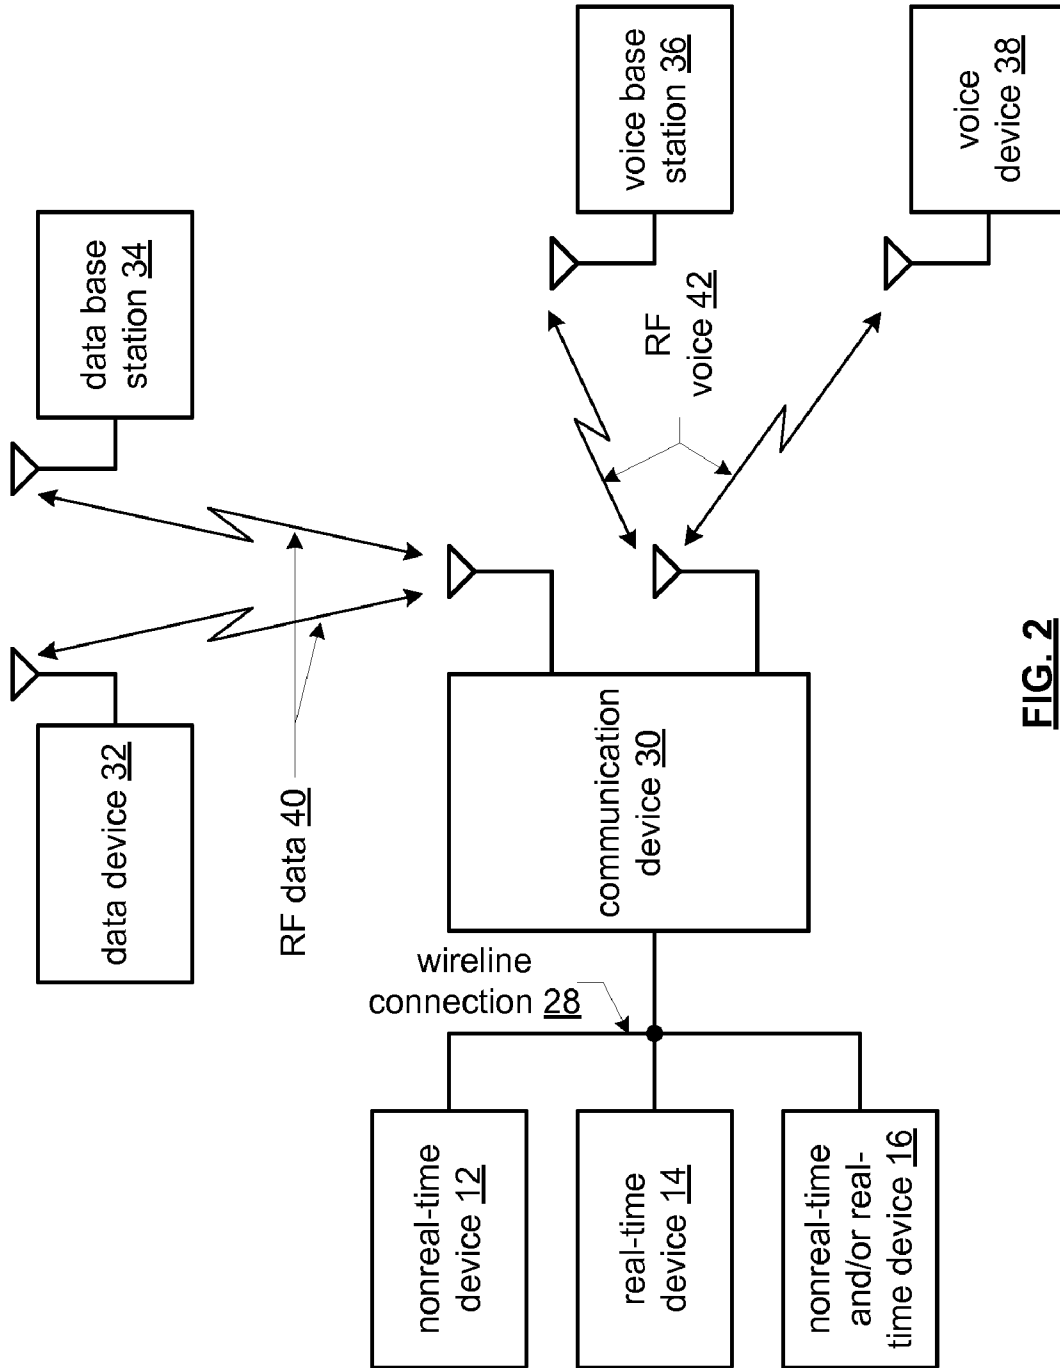 data device 32
data base
station 34
RF data 40
voice base
station 36
RF
voice 42
voice
device 38
communication
device 30
wireline
connection 28
nonreal-time
device 12
real-time
device 14
nonreal-time
and/or real-
time device 16
FIG. 2